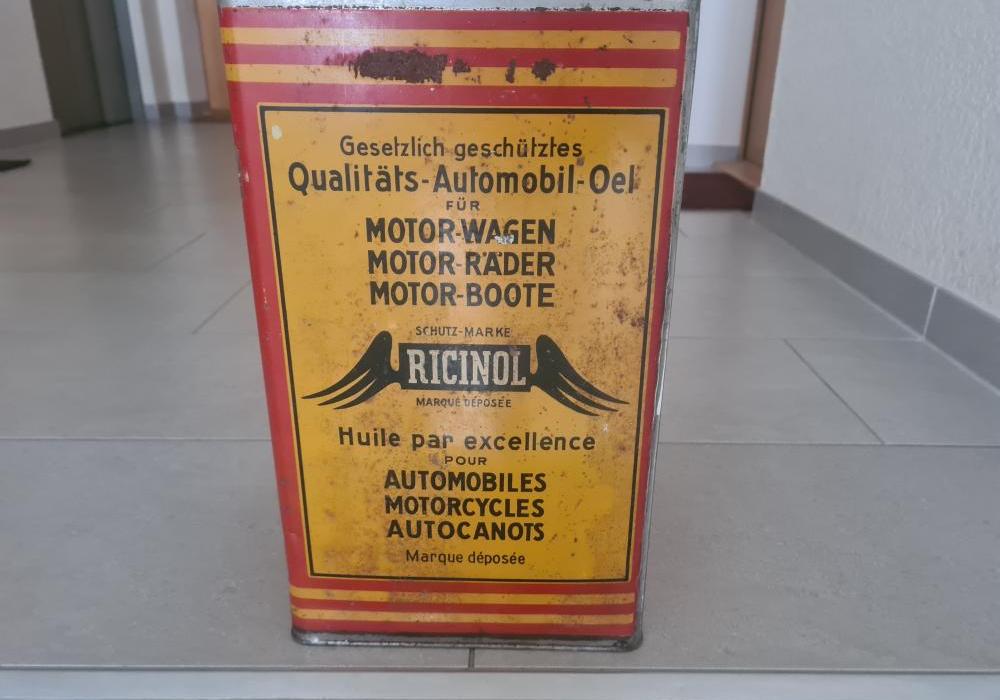 Gesetzlich geschütztes
Qualitäts-Automobil-Oel
FÜR
MOTOR-WAGEN
MOTOR-RÄDER
MOTOR-BOOTE
SCHUTZ-MARKE
RICINOL
MARQUE DÉPOSÉE
Huile par excellence
POUR
AUTOMOBILES
MOTORCYCLES
AUTOCANOTS
Marque déposée